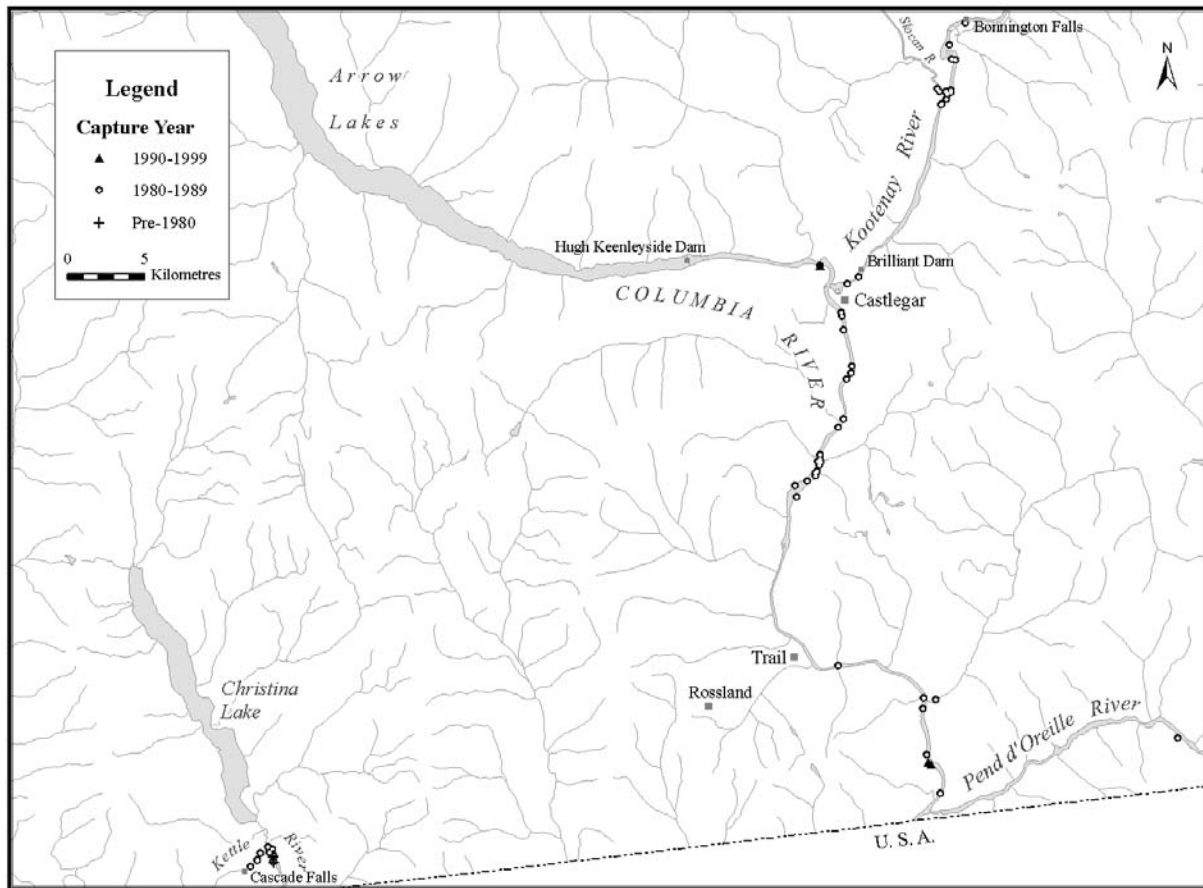 Legend
Capture Year
1990-1999
1980-1989
Pre-1980
0 5
Kilometres
Arrow
Lakes
Slocan R
Bonnington Falls
N
Kootenay River
Hugh Keenleyside Dam
Brilliant Dam
COLUMBIA
Castlegar
RIVER
Trail
Rossland
Christina
Lake
Pend d'Oreille River
U.S.A.
Kettle River
Cascade Falls